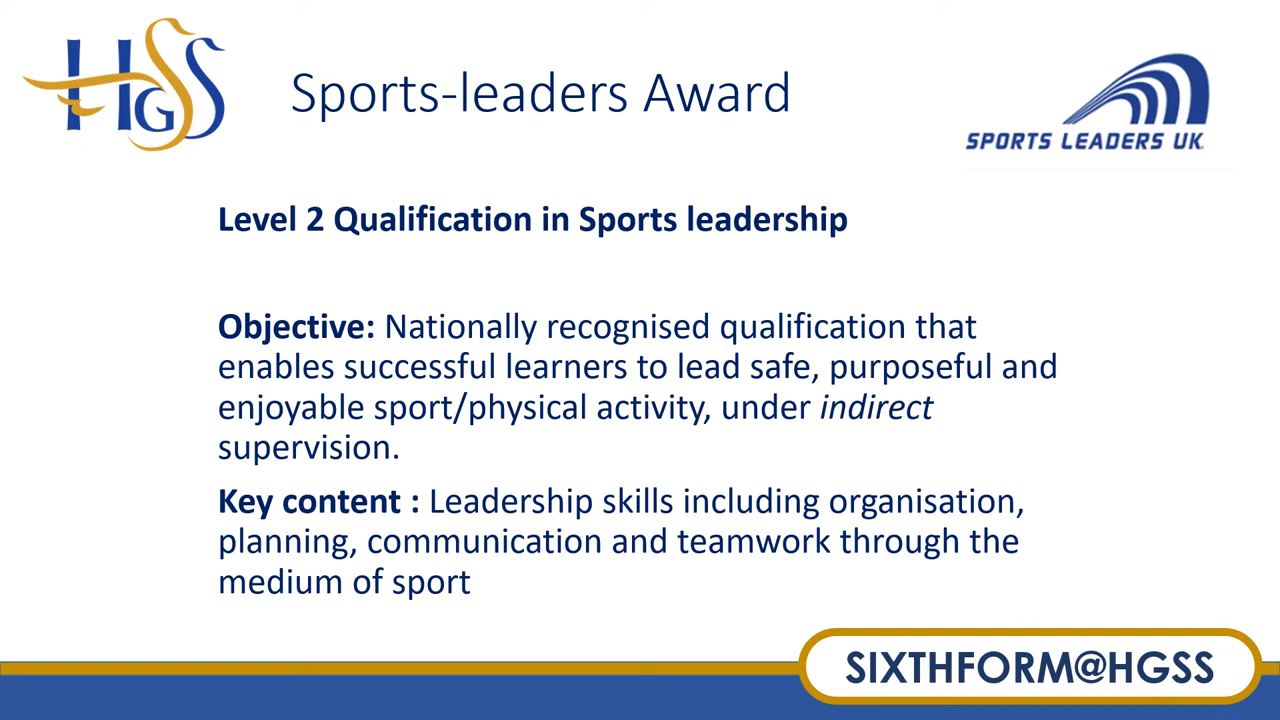 HGSS
Sports-leaders Award
SPORTS LEADERS UK
Level 2 Qualification in Sports leadership
Objective: Nationally recognised qualification that
enables successful learners to lead safe, purposeful and
enjoyable sport/physical activity, under indirect
supervision.
Key content : Leadership skills including organisation,
planning, communication and teamwork through the
medium of sport
SIXTHFORM@HGSS